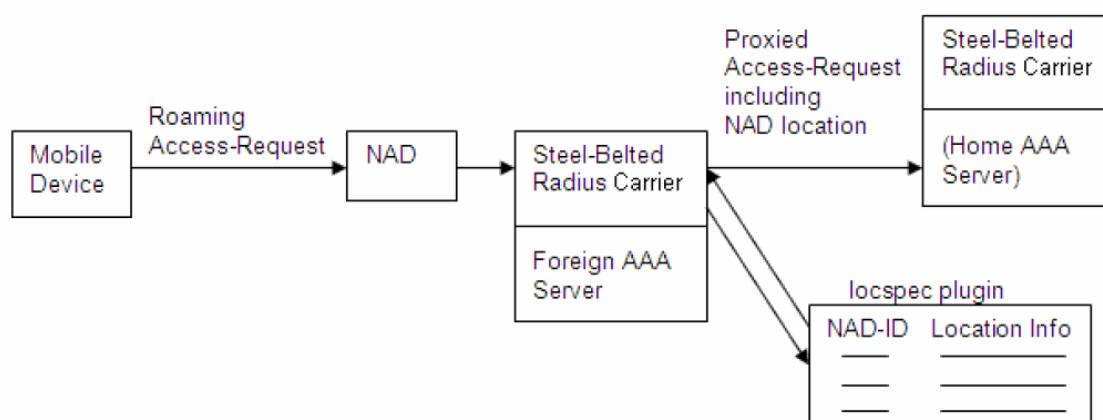 Mobile
Device
Roaming
Access-Request
NAD
Steel-Belted
Radius Carrier
Foreign AAA
Server
Proxied
Access-Request
including
NAD location
Steel-Belted
Radius Carrier
(Home AAA
Server)
locspec plugin
NAD-ID Location Info